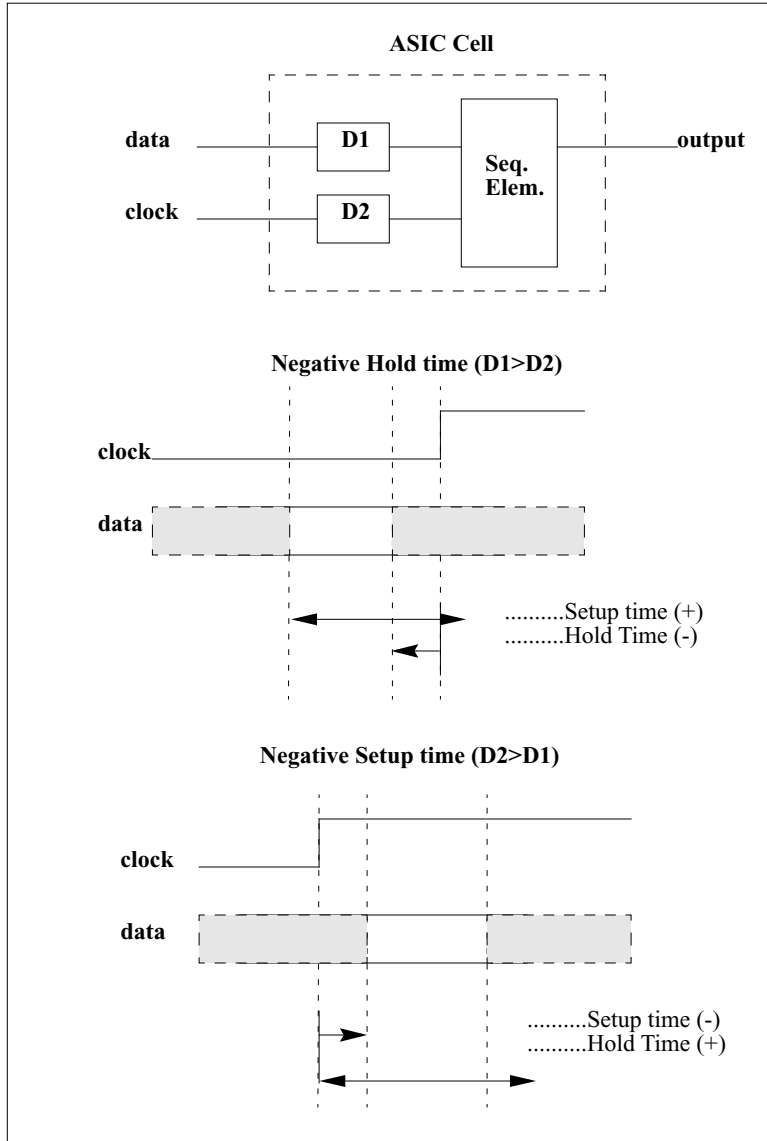 ASIC Cell
data D1 output
Seq.
Elem.
clock D2
Negative Hold time (D1>D2)
clock
data
..........Setup time (+)
..........Hold Time (-)
Negative Setup time (D2>D1)
clock
data
..........Setup time (-)
..........Hold Time (+)